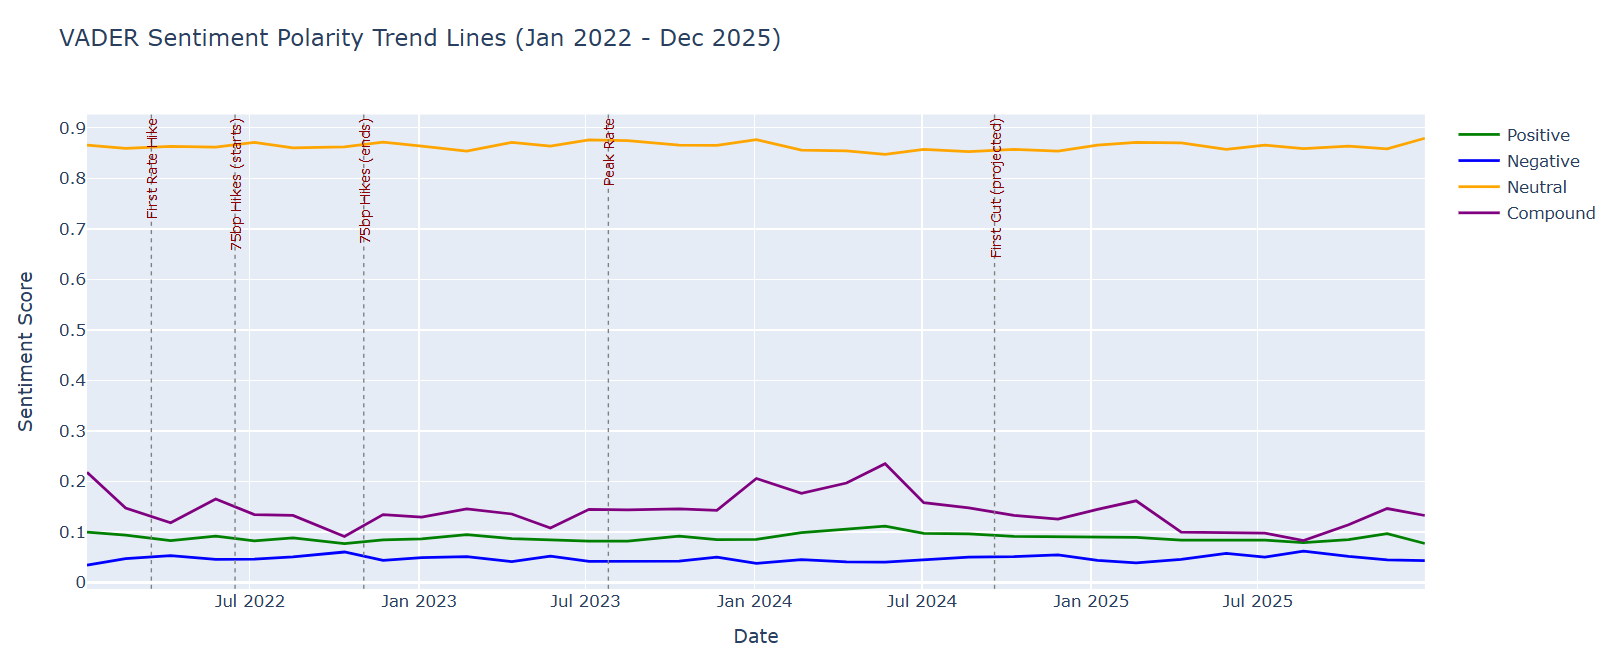 VADER Sentiment Polarity Trend Lines (Jan 2022 - Dec 2025)
Positive
Negative
Neutral
Compound
First Rate Hike
75bp Hikes (starts)
75bp Hikes (ends)
Peak Rate
First Cut (projected)
Sentiment Score
0.9
0.8
0.7
0.6
0.5
0.4
0.3
0.2
0.1
0
Jul 2022
Jan 2023
Jul 2023
Jan 2024
Jul 2024
Jan 2025
Jul 2025
Date